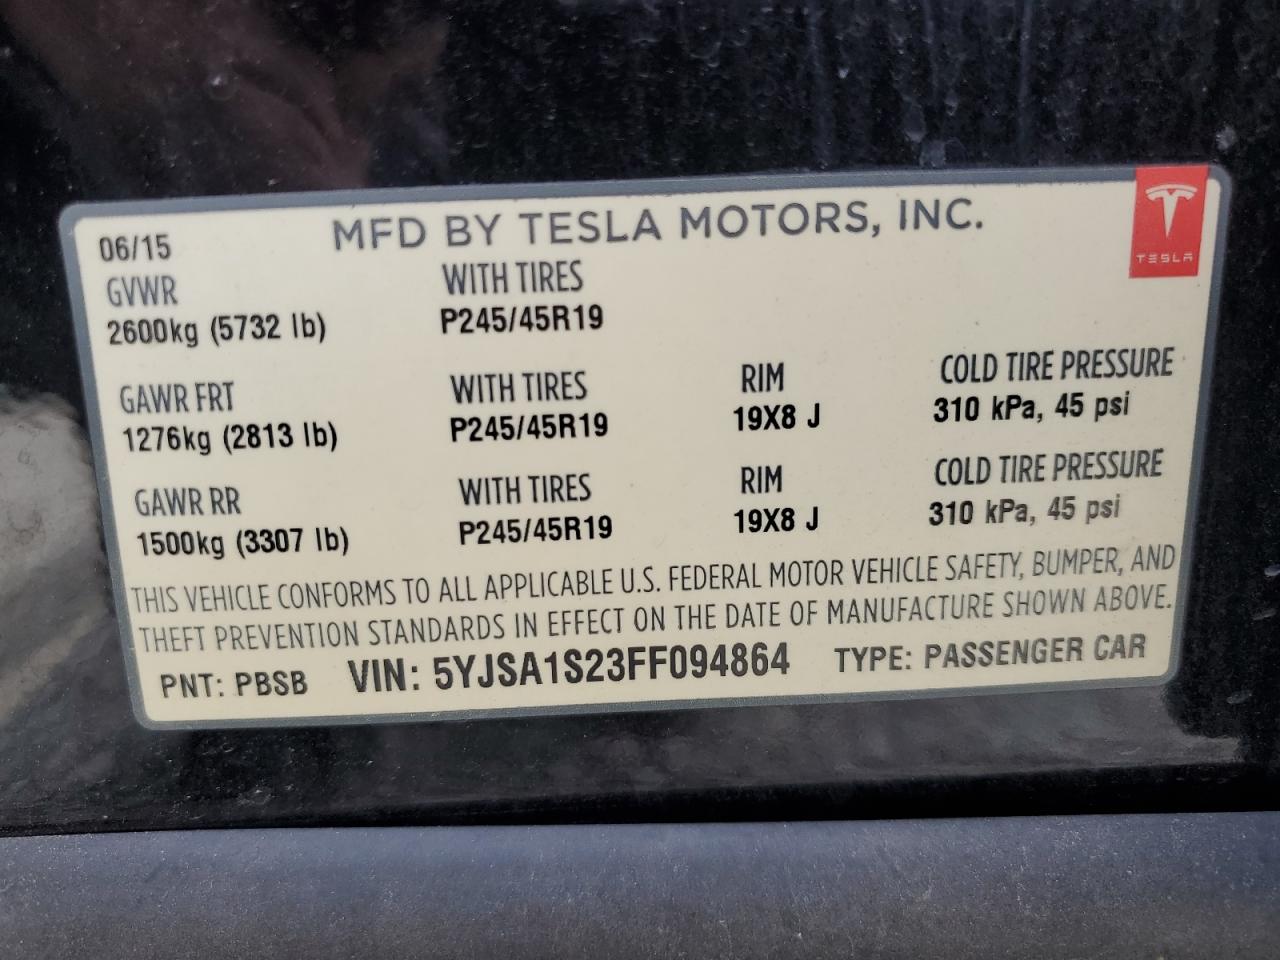 06/15 MFD BY TESLA MOTORS, INC.
TESLA
GVWR WITH TIRES
2600kg (5732 lb) P245/45R19
GAWR FRT WITH TIRES RIM COLD TIRE PRESSURE
1276kg (2813 lb) P245/45R19 19X8 J 310 kPa, 45 psi
GAWR RR WITH TIRES RIM COLD TIRE PRESSURE
1500kg (3307 lb) P245/45R19 19X8 J 310 kPa, 45 psi
THIS VEHICLE CONFORMS TO ALL APPLICABLE U.S. FEDERAL MOTOR VEHICLE SAFETY, BUMPER, AND
THEFT PREVENTION STANDARDS IN EFFECT ON THE DATE OF MANUFACTURE SHOWN ABOVE.
PNT: PBSB VIN: 5YJSA1S23FF094864 TYPE: PASSENGER CAR